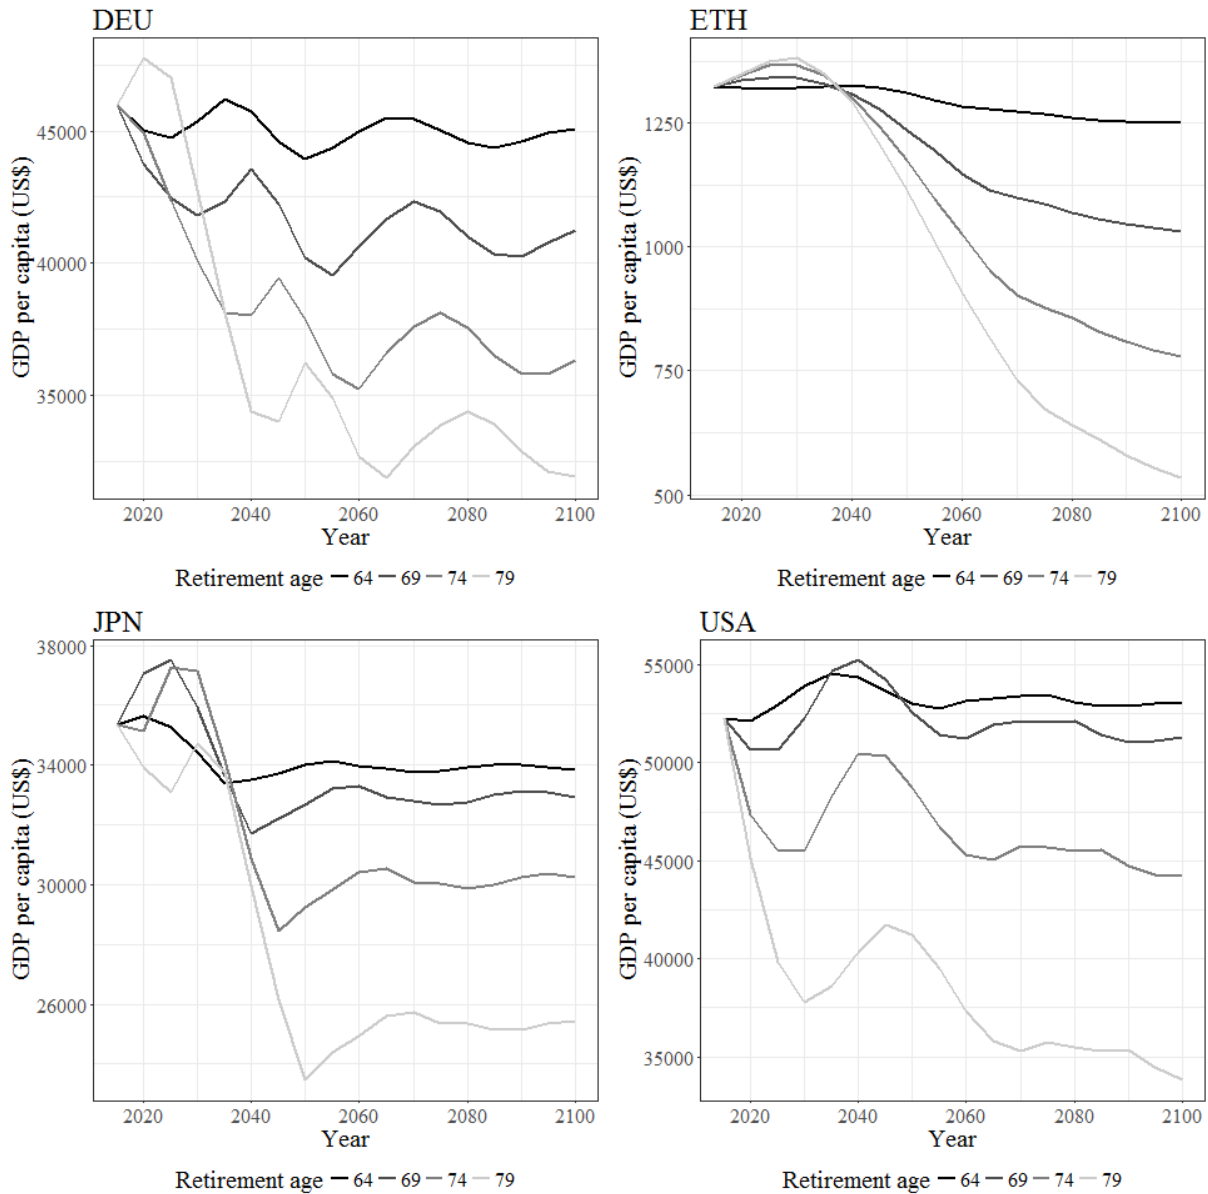 DEU
GDP per capita (US$)
45000
40000
35000
2020 2040 2060 2080 2100
Year
Retirement age 64 69 74 79
ETH
GDP per capita (US$)
1250
1000
750
500
2020 2040 2060 2080 2100
Year
Retirement age 64 69 74 79
JPN
GDP per capita (US$)
38000
34000
30000
26000
2020 2040 2060 2080 2100
Year
Retirement age 64 69 74 79
USA
GDP per capita (US$)
55000
50000
45000
40000
35000
2020 2040 2060 2080 2100
Year
Retirement age 64 69 74 79